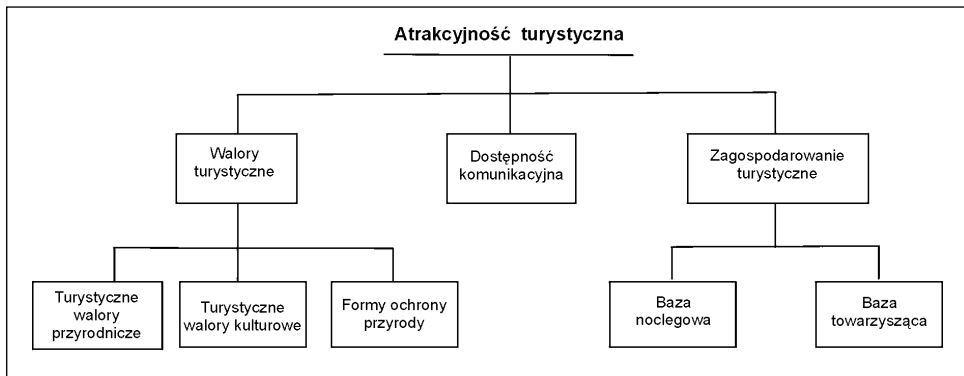 Atrakcyjność turystyczna
Walory
turystyczne
Dostępność
komunikacyjna
Zagospodarowanie
turystyczne
Turystyczne
walory
przyrodnicze
Turystyczne
walory kulturowe
Formy ochrony
przyrody
Baza
noclegowa
Baza
towarzysząca